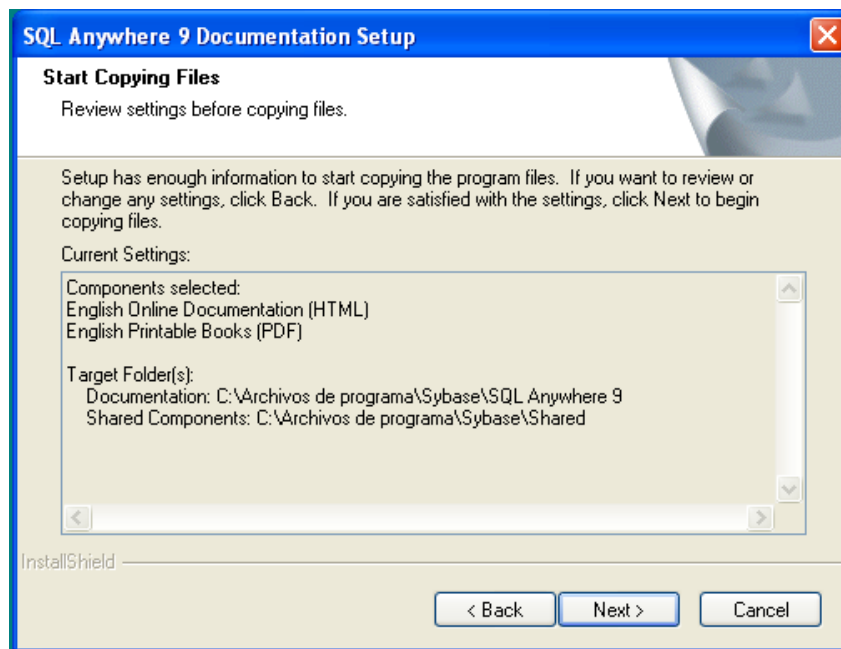 SQL Anywhere 9 Documentation Setup
Start Copying Files
Review settings before copying files.
Setup has enough information to start copying the program files.  If you want to review or
change any settings, click Back.  If you are satisfied with the settings, click Next to begin
copying files.
Current Settings:
Components selected:
English Online Documentation (HTML)
English Printable Books (PDF)
Target Folder(s):
Documentation: C:\Archivos de programa\Sybase\SQL Anywhere 9
Shared Components: C:\Archivos de programa\Sybase\Shared
InstallShield
< Back Next > Cancel